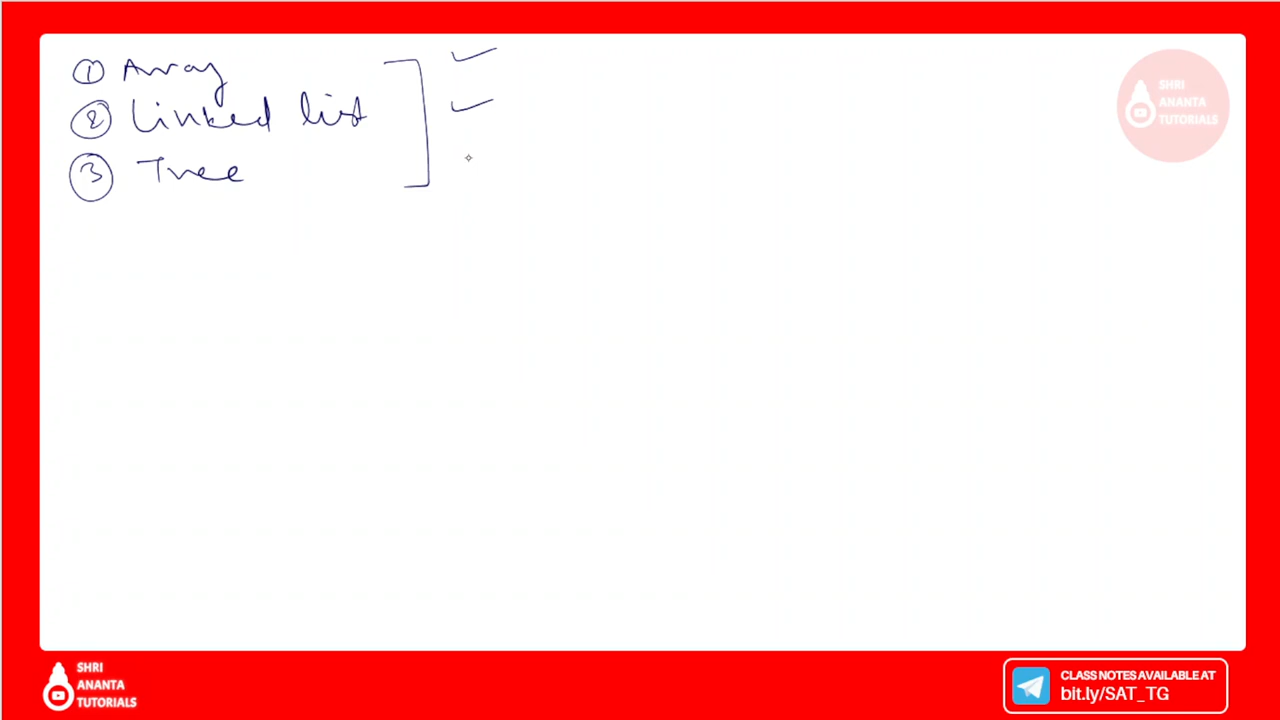 ① Array
② Linked list
③ Tree
SHRI
ANANTA
TUTORIALS
SHRI
ANANTA
TUTORIALS
CLASS NOTES AVAILABLE AT
bit.ly/SAT_TG